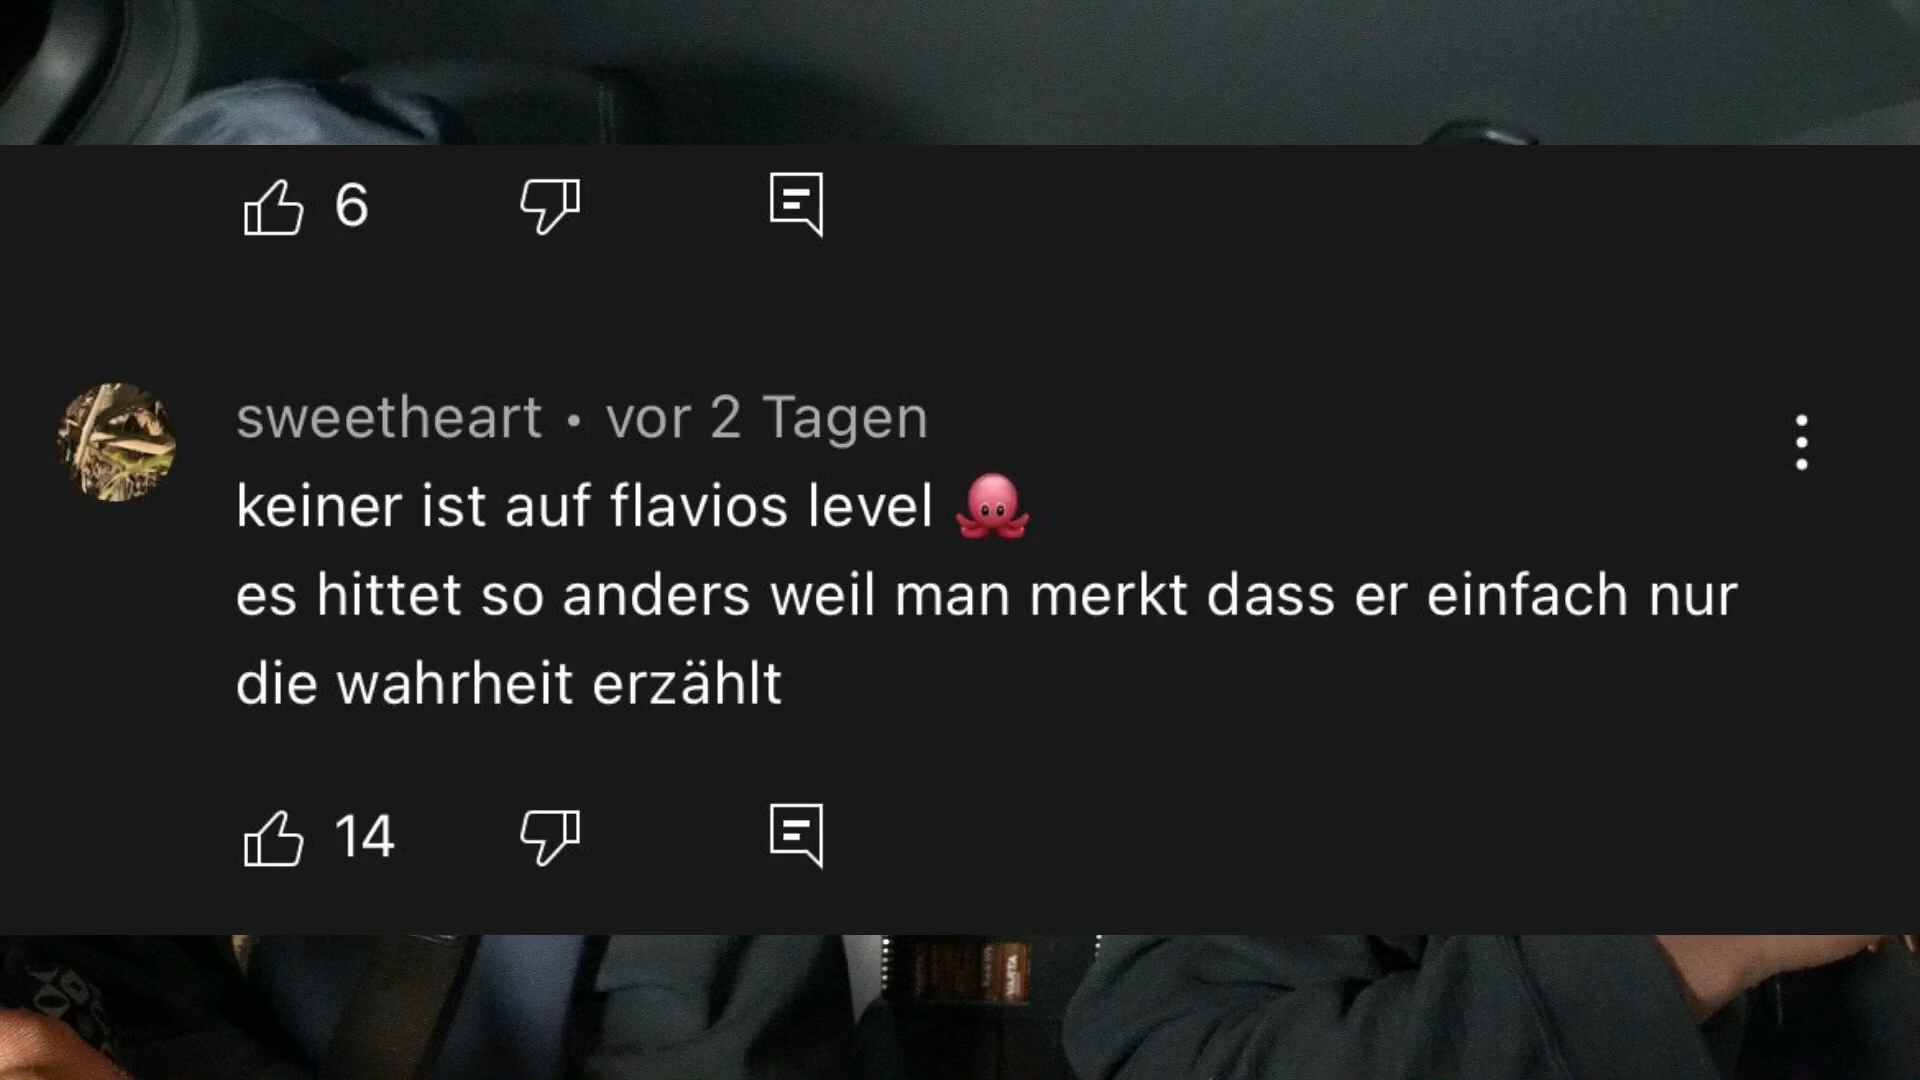 6
sweetheart • vor 2 Tagen
keiner ist auf flavios level 🐙
es hittet so anders weil man merkt dass er einfach nur
die wahrheit erzählt
14
VARTA